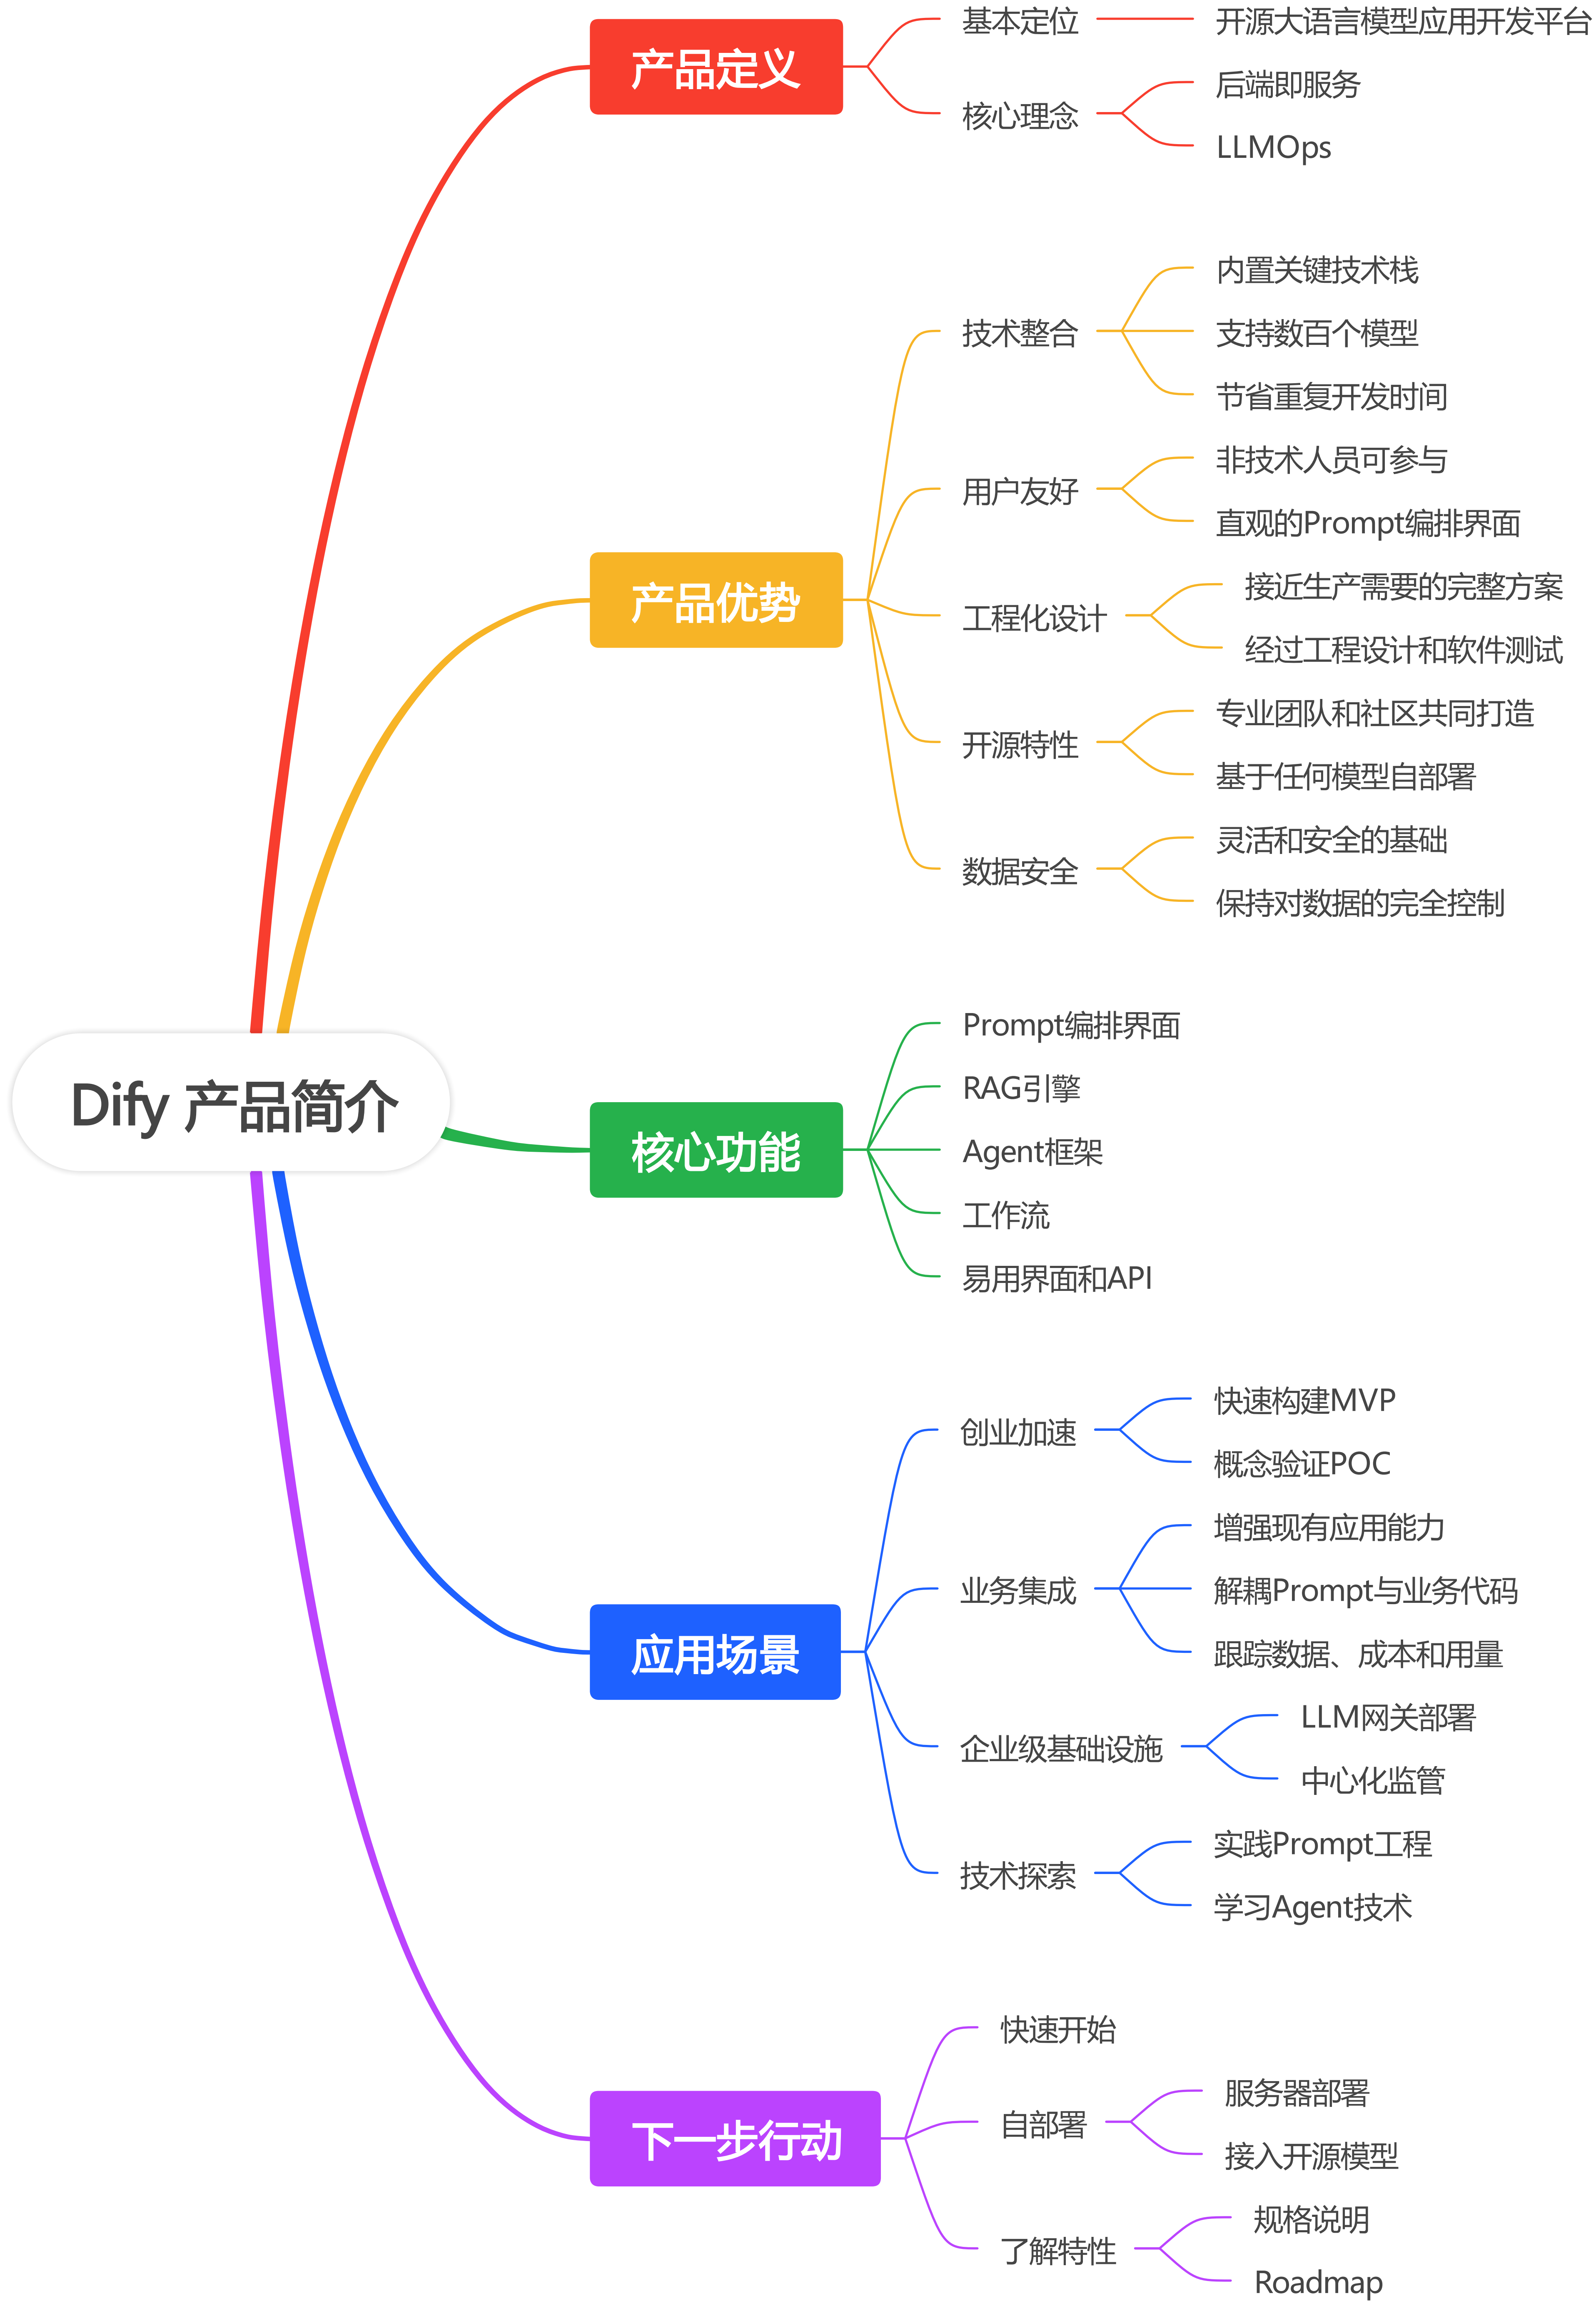 Dify 产品简介
产品定义
基本定位
开源大语言模型应用开发平台
核心理念
后端即服务
LLMOps
产品优势
技术整合
内置关键技术栈
支持数百个模型
节省重复开发时间
用户友好
非技术人员可参与
直观的Prompt编排界面
工程化设计
接近生产需要的完整方案
经过工程设计和软件测试
开源特性
专业团队和社区共同打造
基于任何模型自部署
数据安全
灵活和安全的基础
保持对数据的完全控制
核心功能
Prompt编排界面
RAG引擎
Agent框架
工作流
易用界面和API
应用场景
创业加速
快速构建MVP
概念验证POC
业务集成
增强现有应用能力
解耦Prompt与业务代码
跟踪数据、成本和用量
企业级基础设施
LLM网关部署
中心化监管
技术探索
实践Prompt工程
学习Agent技术
下一步行动
快速开始
自部署
服务器部署
接入开源模型
了解特性
规格说明
Roadmap